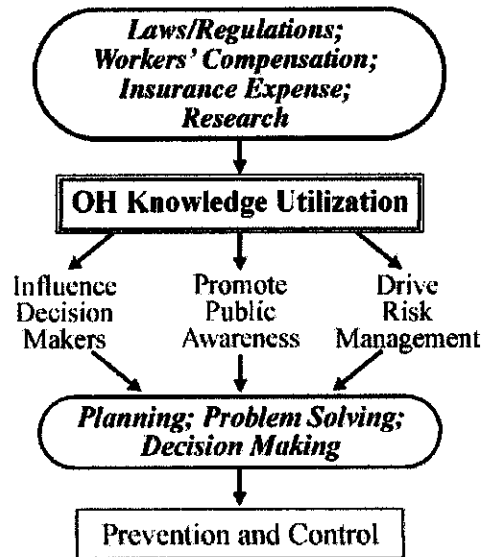 Laws/Regulations;
Workers' Compensation;
Insurance Expense;
Research
OH Knowledge Utilization
Influence
Decision
Makers
Promote
Public
Awareness
Drive
Risk
Management
Planning; Problem Solving;
Decision Making
Prevention and Control